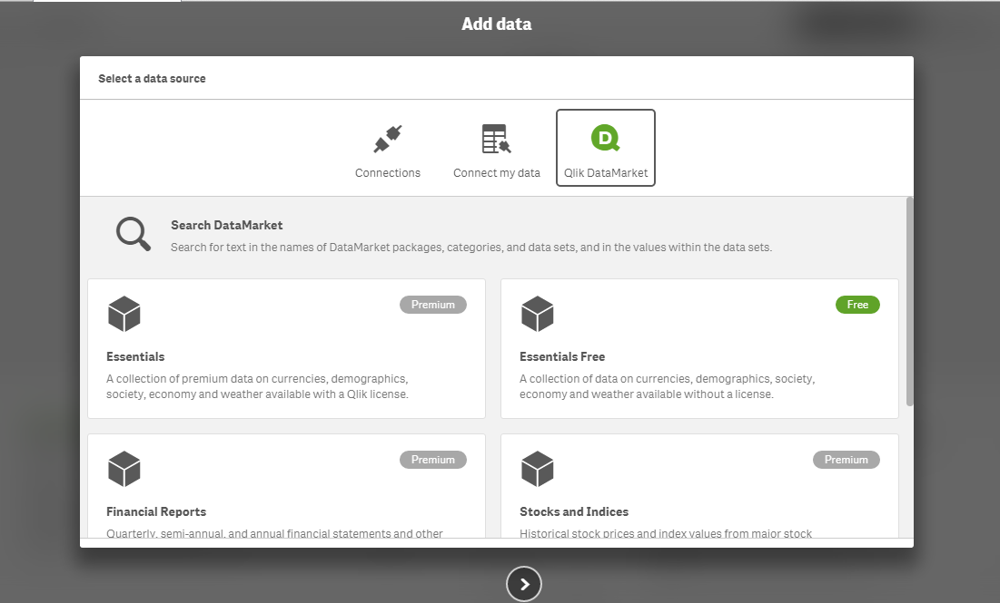 Add data
Select a data source
Connections
Connect my data
D
Qlik DataMarket
Search DataMarket
Search for text in the names of DataMarket packages, categories, and data sets, and in the values within the data sets.
Premium
Essentials
A collection of premium data on currencies, demographics,
society, economy and weather available with a Qlik license.
Free
Essentials Free
A collection of data on currencies, demographics, society,
economy and weather available without a license.
Premium
Financial Reports
Quarterly, semi-annual, and annual financial statements and other
Premium
Stocks and Indices
Historical stock prices and index values from major stock